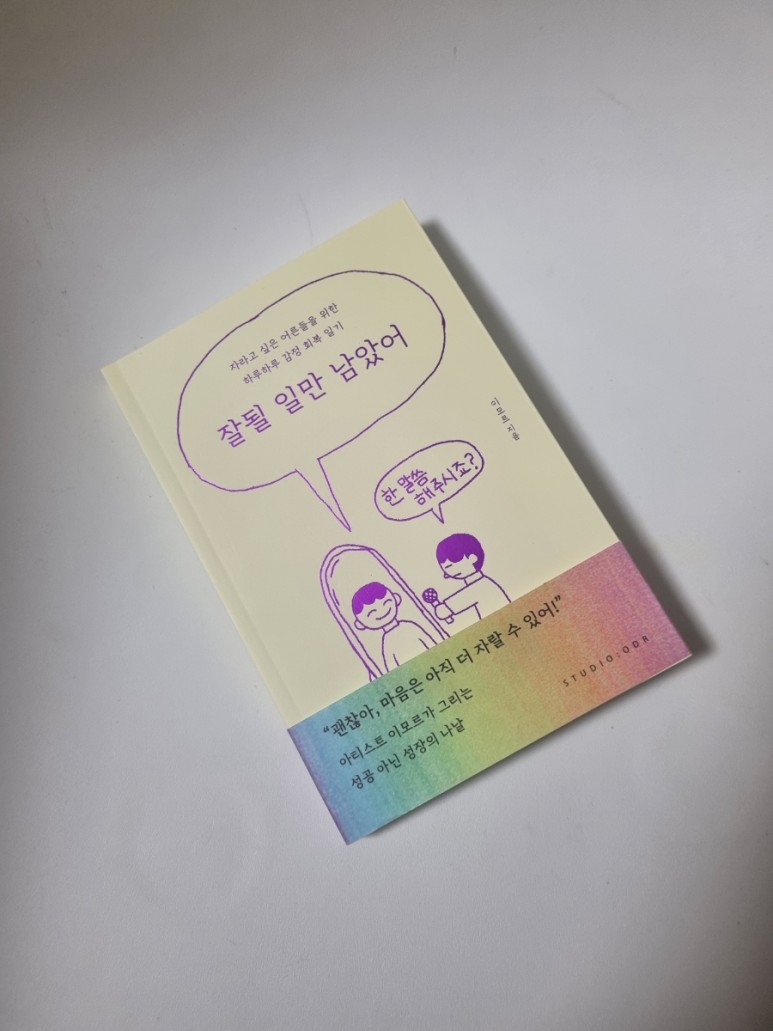 자라고 싶은 어른들을 위한
하루하루 감정 회복 일기
잘될 일만 남았어
이모르 지음
한 말씀
해주시죠?
“괜찮아, 마음은 아직 더 자랄 수 있어!”
아티스트 이모르가 그리는
성공 아닌 성장의 나날
STUDIO:ODR